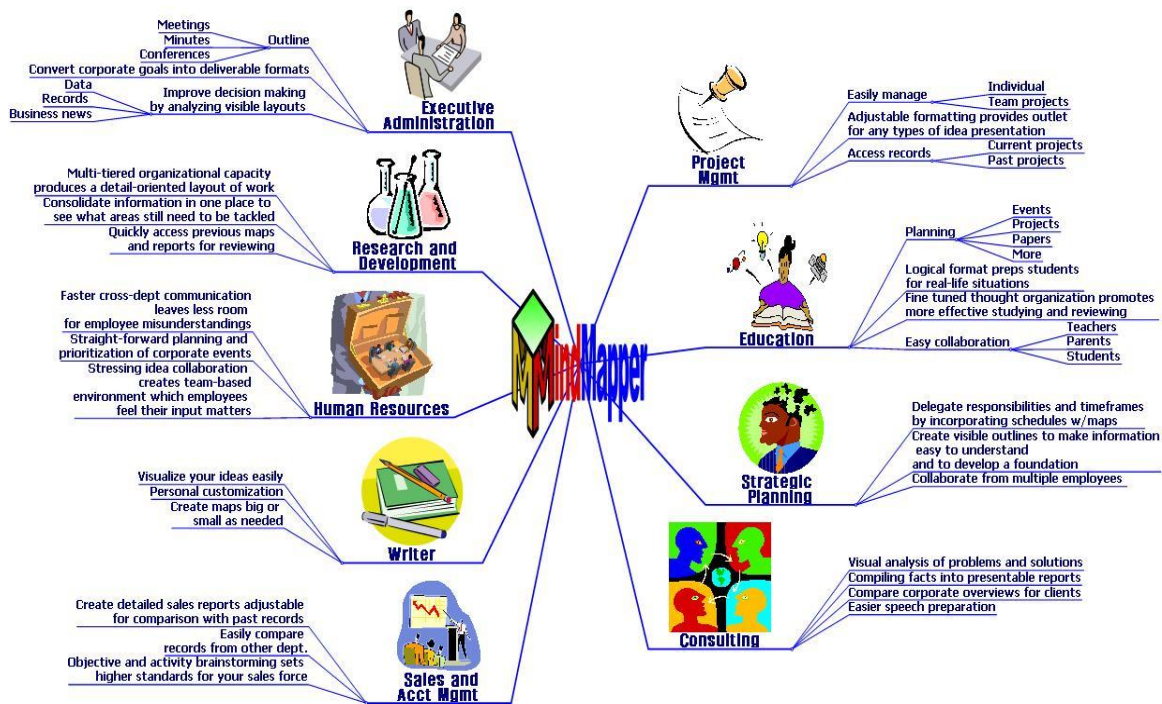 Meetings
Minutes
Conferences
Outline
Convert corporate goals into deliverable formats
Data
Records
Business news
Improve decision making
by analyzing visible layouts
Executive
Administration
Multi-tiered organizational capacity
produces a detail-oriented layout of work
Consolidate information in one place to
see what areas still need to be tackled
Quickly access previous maps
and reports for reviewing
Research and
Development
Faster cross-dept communication
leaves less room
for employee misunderstandings
Straight-forward planning and
prioritization of corporate events
Stressing idea collaboration
creates team-based
environment which employees
feel their input matters
Human Resources
Visualize your ideas easily
Personal customization
Create maps big or
small as needed
Writer
Create detailed sales reports adjustable
for comparison with past records
Easily compare
records from other dept.
Objective and activity brainstorming sets
higher standards for your sales force
Sales and
Acct Mgmt
MM
MindMapper
Project
Mgmt
Easily manage
Individual
Team projects
Adjustable formatting provides outlet
for any types of idea presentation
Access records
Current projects
Past projects
Education
Planning
Events
Projects
Papers
More
Logical format preps students
for real-life situations
Fine tuned thought organization promotes
more effective studying and reviewing
Easy collaboration
Teachers
Parents
Students
Strategic
Planning
Delegate responsibilities and timeframes
by incorporating schedules w/maps
Create visible outlines to make information
easy to understand
and to develop a foundation
Collaborate from multiple employees
Consulting
Visual analysis of problems and solutions
Compiling facts into presentable reports
Compare corporate overviews for clients
Easier speech preparation